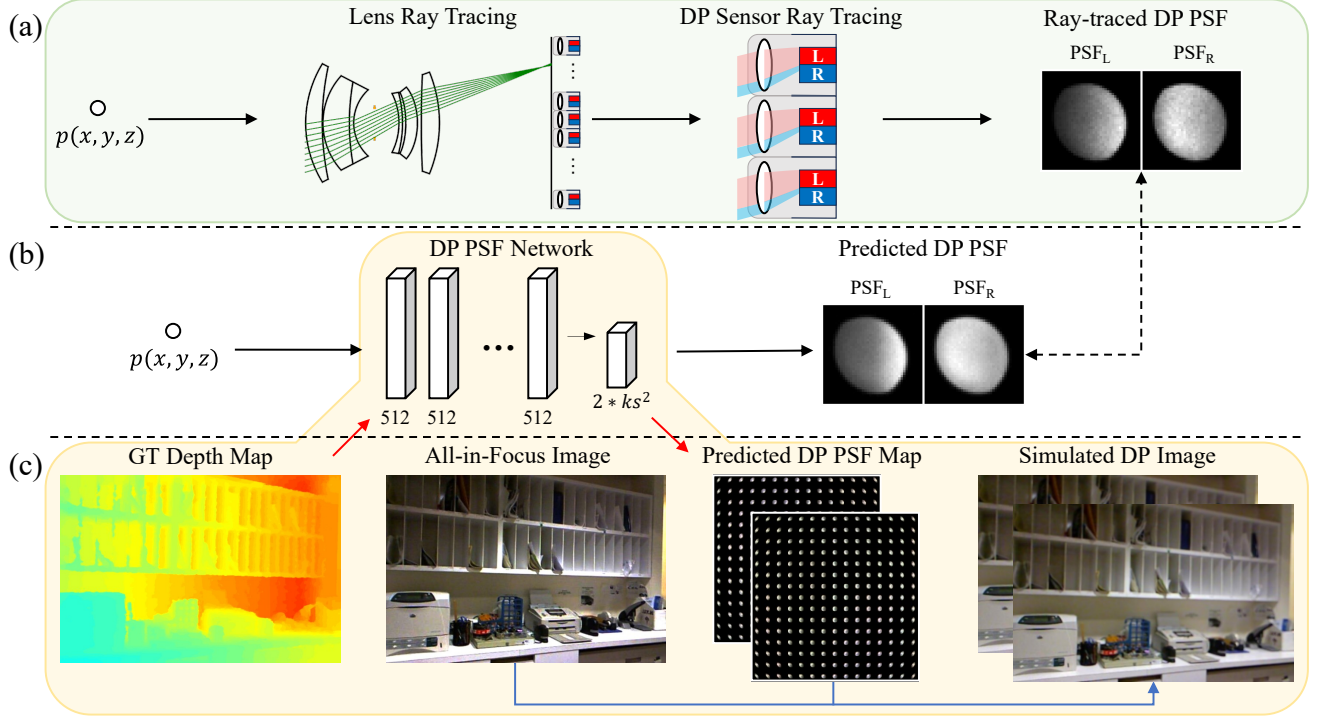 (a)
Lens Ray Tracing
DP Sensor Ray Tracing
Ray-traced DP PSF
PSF_L
PSF_R
p(x, y, z)
L
R
L
R
L
R
(b)
DP PSF Network
Predicted DP PSF
PSF_L
PSF_R
p(x, y, z)
512
512
512
2 ∗ ks²
(c)
GT Depth Map
All-in-Focus Image
Predicted DP PSF Map
Simulated DP Image